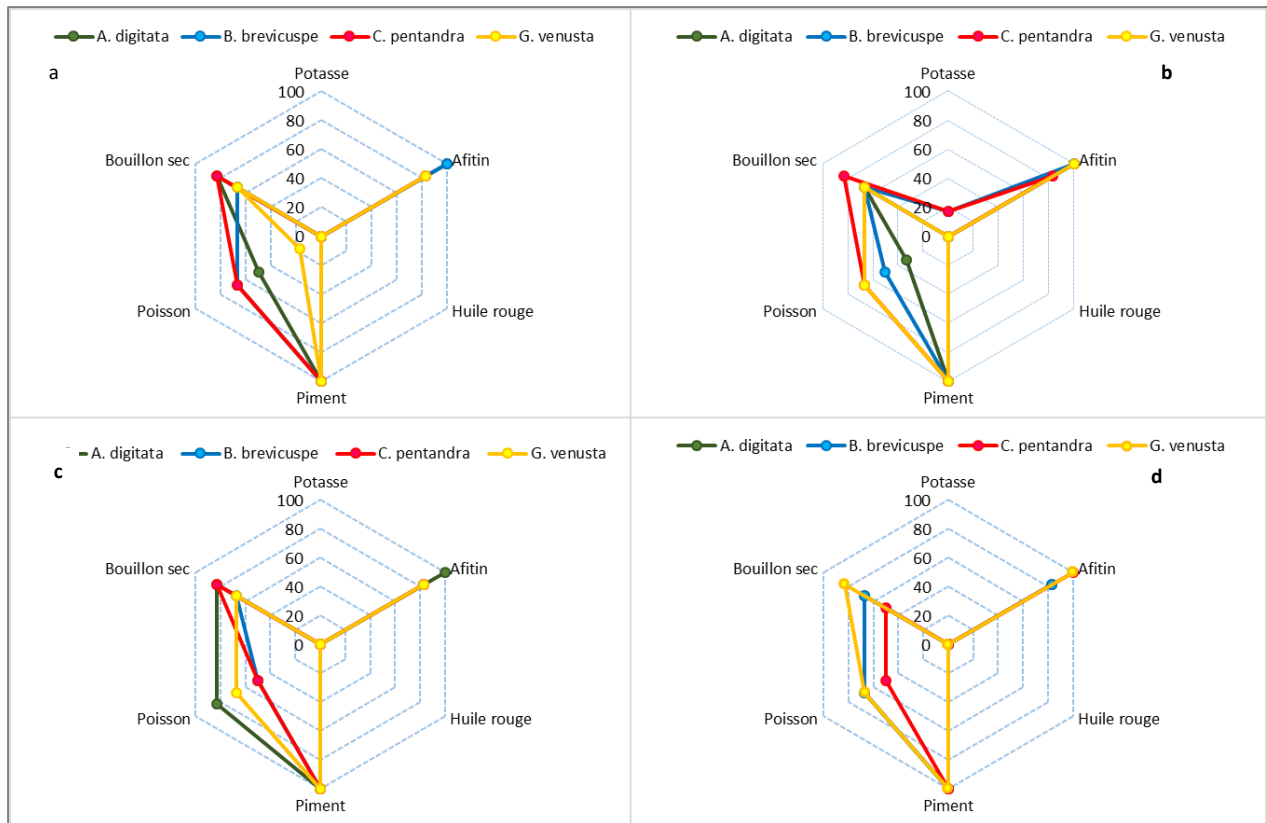 A. digitata B. brevicuspe C. pentandra G. venusta
a
Potasse
100
80
60
40
20
0
Afitin
Huile rouge
Piment
Poisson
Bouillon sec
A. digitata B. brevicuspe C. pentandra G. venusta
b
Potasse
100
80
60
40
20
0
Afitin
Huile rouge
Piment
Poisson
Bouillon sec
A. digitata B. brevicuspe C. pentandra G. venusta
c
Potasse
100
80
60
40
20
0
Afitin
Huile rouge
Piment
Poisson
Bouillon sec
A. digitata B. brevicuspe C. pentandra G. venusta
d
Potasse
100
80
60
40
20
0
Afitin
Huile rouge
Piment
Poisson
Bouillon sec